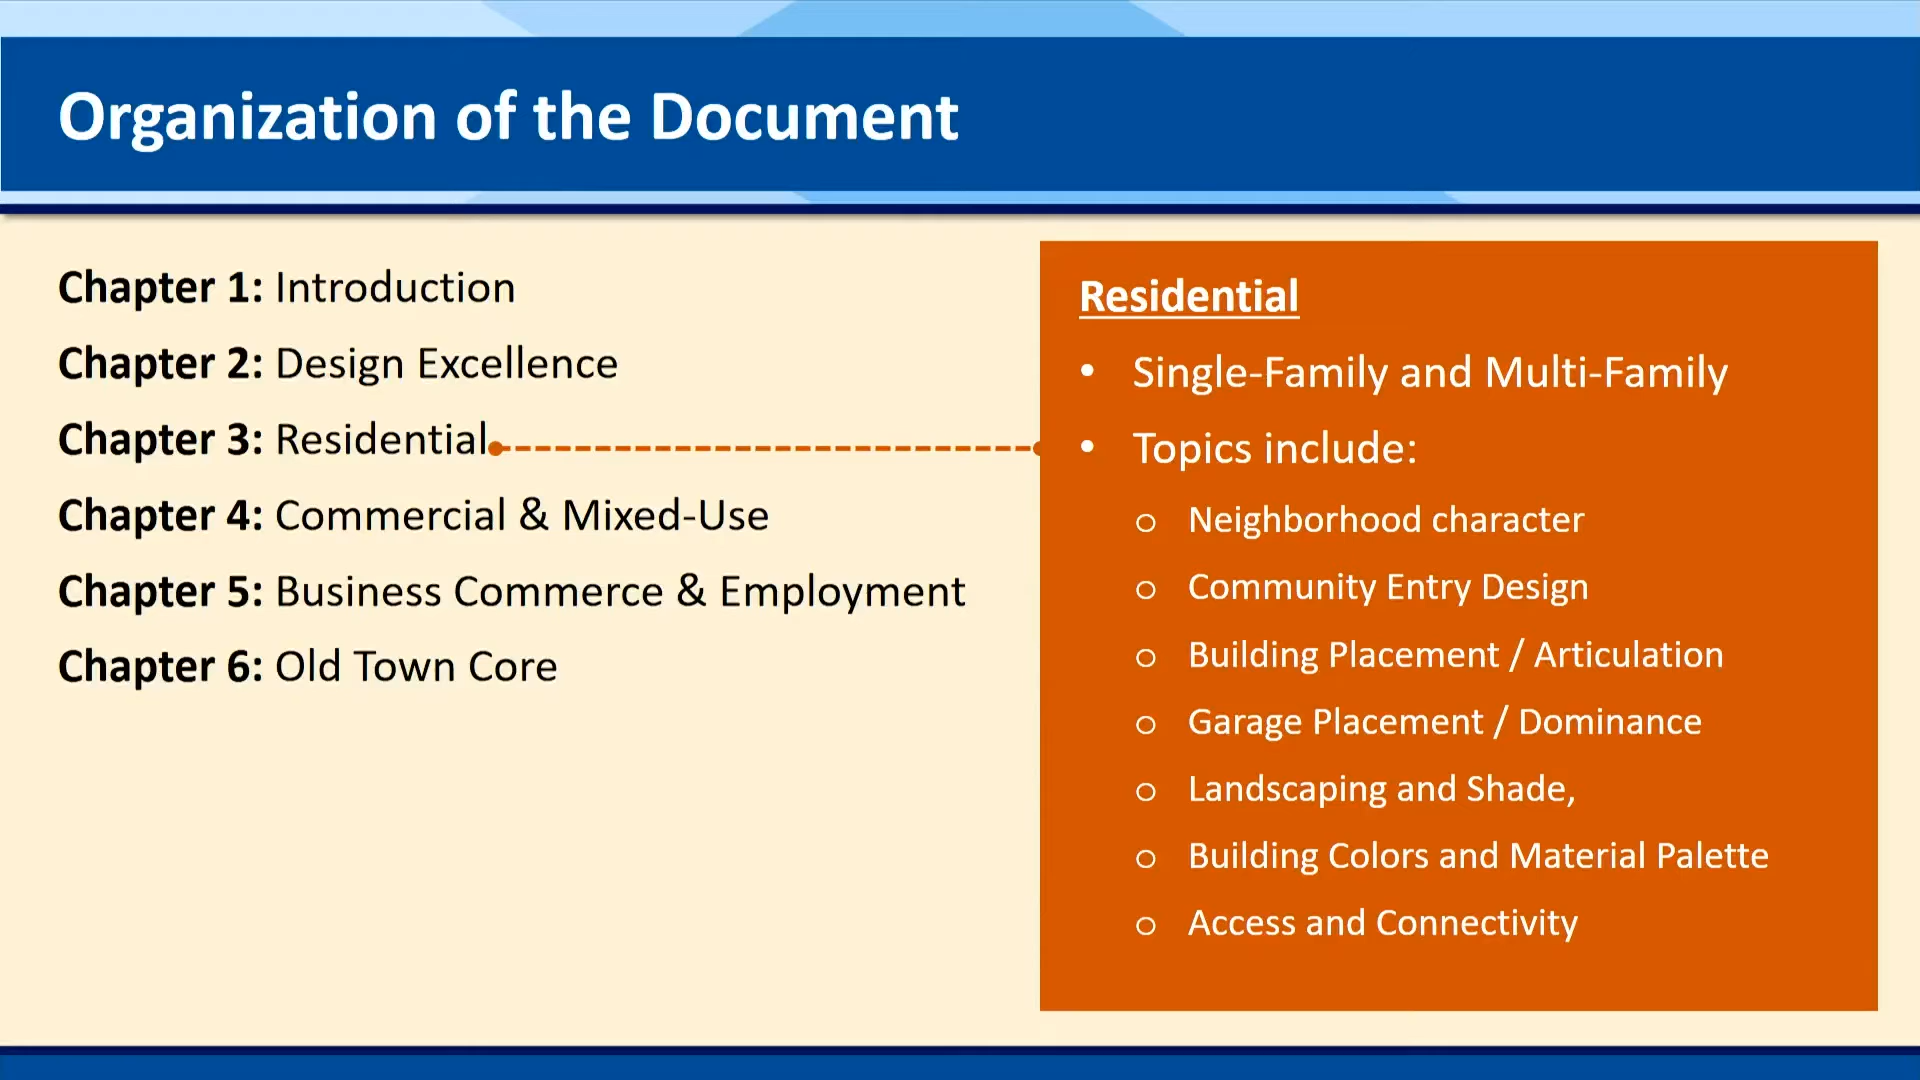 Organization of the Document
Chapter 1: Introduction
Chapter 2: Design Excellence
Chapter 3: Residential
Chapter 4: Commercial & Mixed-Use
Chapter 5: Business Commerce & Employment
Chapter 6: Old Town Core
Residential
• Single-Family and Multi-Family
• Topics include:
o Neighborhood character
o Community Entry Design
o Building Placement / Articulation
o Garage Placement / Dominance
o Landscaping and Shade,
o Building Colors and Material Palette
o Access and Connectivity